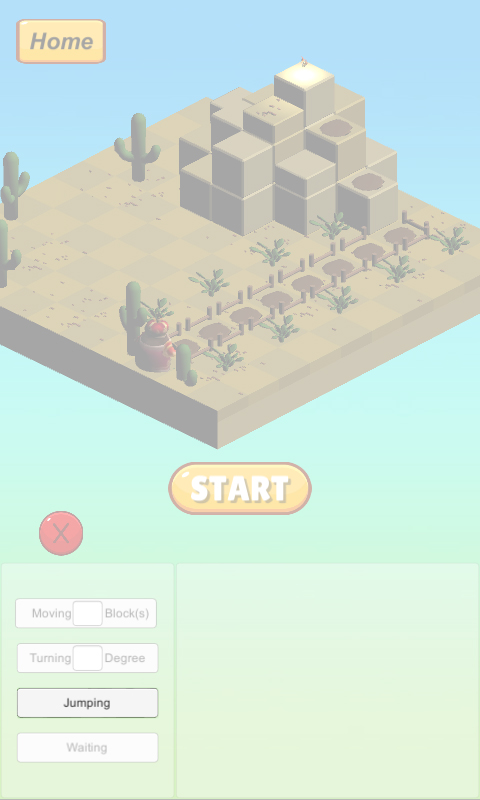 Home
START
X
Moving Block(s)
Turning Degree
Jumping
Waiting